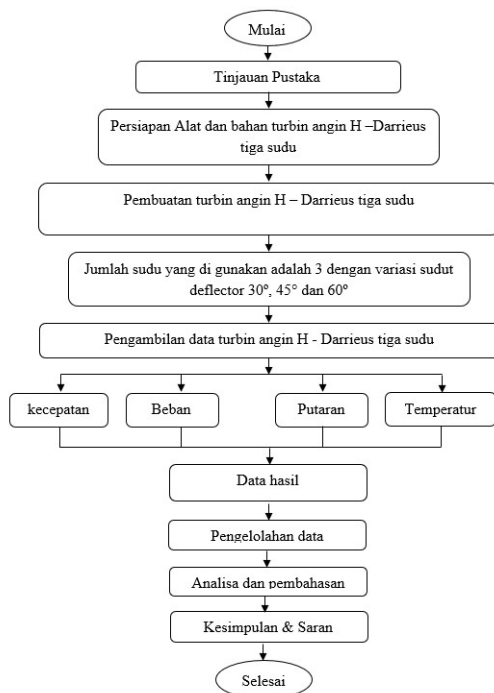 Mulai
Tinjauan Pustaka
Persiapan Alat dan bahan turbin angin H –Darrieus
tiga sudu
Pembuatan turbin angin H – Darrieus tiga sudu
Jumlah sudu yang di gunakan adalah 3 dengan variasi sudut
deflector 30º, 45° dan 60º
Pengambilan data turbin angin H - Darrieus tiga sudu
kecepatan
Beban
Putaran
Temperatur
Data hasil
Pengelolahan data
Analisa dan pembahasan
Kesimpulan & Saran
Selesai